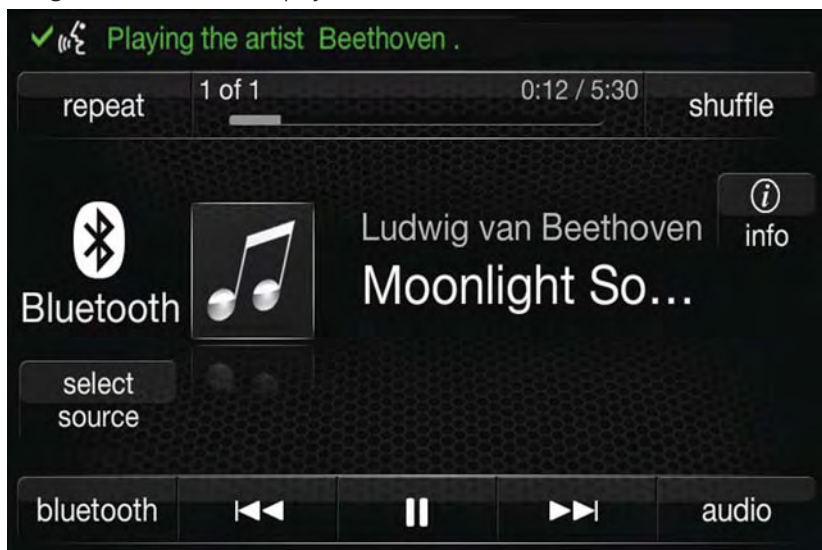 Playing the artist Beethoven .
repeat
1 of 1
0:12 / 5:30
shuffle
i
info
Ludwig van Beethoven
Moonlight So...
Bluetooth
select
source
bluetooth
audio